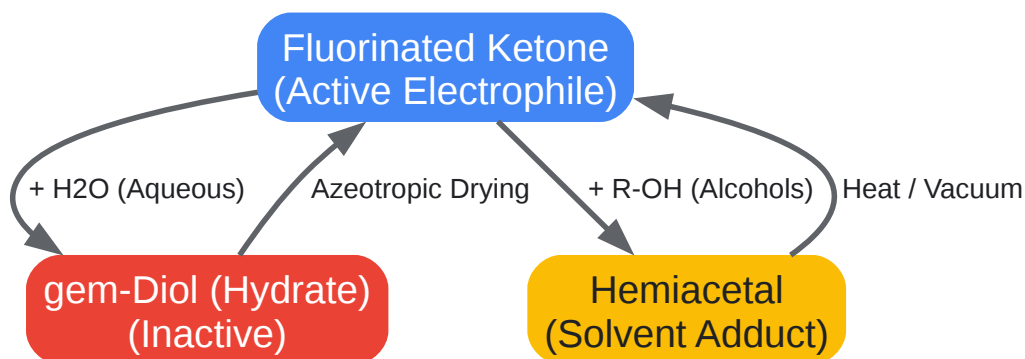 Fluorinated Ketone
(Active Electrophile)
+ H2O (Aqueous)
Azeotropic Drying
+ R-OH (Alcohols)
Heat / Vacuum
gem-Diol (Hydrate)
(Inactive)
Hemiacetal
(Solvent Adduct)